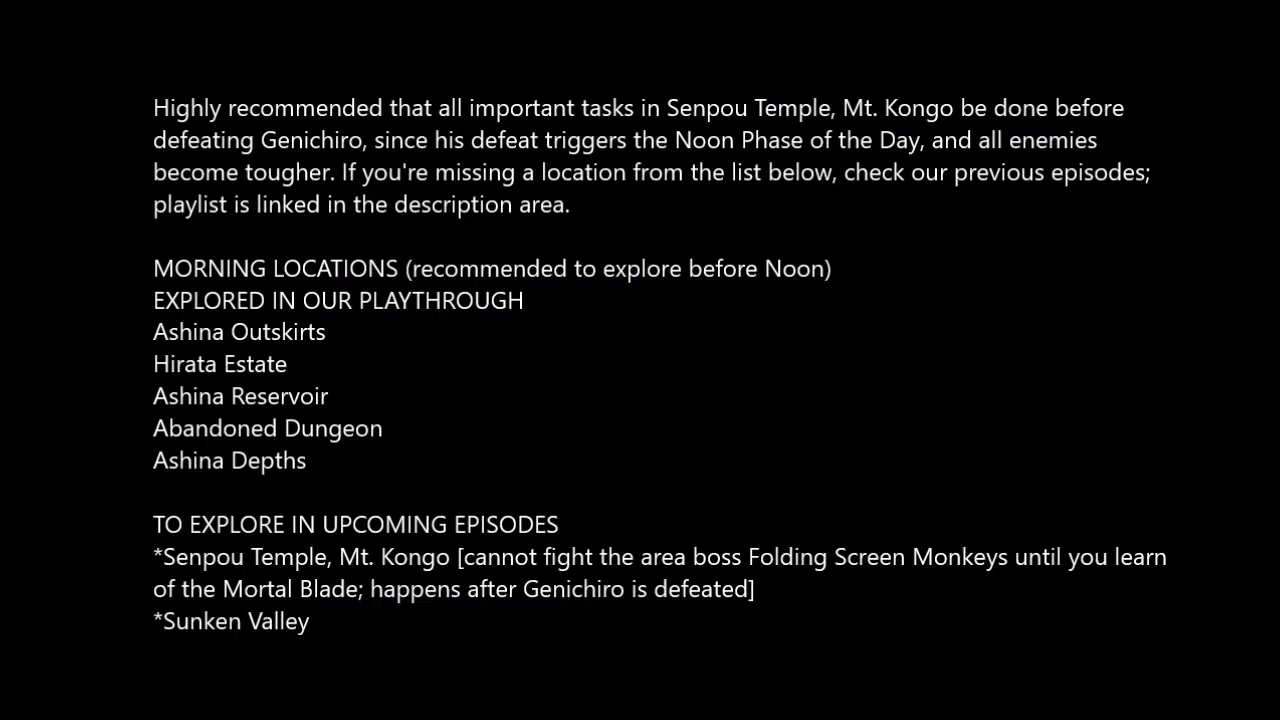 Highly recommended that all important tasks in Senpou Temple, Mt. Kongo be done before
defeating Genichiro, since his defeat triggers the Noon Phase of the Day, and all enemies
become tougher. If you're missing a location from the list below, check our previous episodes;
playlist is linked in the description area.
MORNING LOCATIONS (recommended to explore before Noon)
EXPLORED IN OUR PLAYTHROUGH
Ashina Outskirts
Hirata Estate
Ashina Reservoir
Abandoned Dungeon
Ashina Depths
TO EXPLORE IN UPCOMING EPISODES
*Senpou Temple, Mt. Kongo [cannot fight the area boss Folding Screen Monkeys until you learn
of the Mortal Blade; happens after Genichiro is defeated]
*Sunken Valley